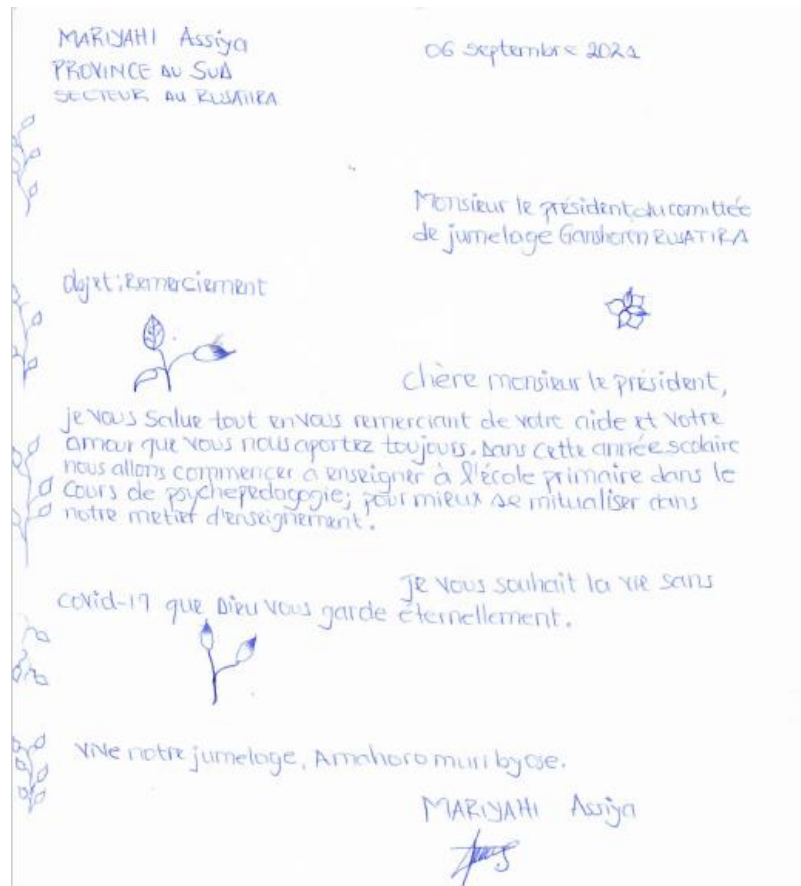 MARIYAHI Assiya
06 septembre 2021
PROVINCE DU SUD
SECTEUR DU RUSATIRA
Monsieur le président du comittée
de jumelage Ganshoren RUSATIRA
objet: Remerciement
chère monsieur le président,
je vous salue tout en vous remerciant de votre aide et votre
amour que vous nous aportez toujours. Dans cette année scolaire
nous allons commencer a enseigner à l'école primaire dans le
cours de psychepedagogie; pour mieux se mitualiser dans
notre metier d'enseignement.
je vous souhait la vie sans
covid-19 que Dieu vous garde éternellement.
Vive notre jumeloge, Amahoro muri byose.
MARIYAHI Assiya